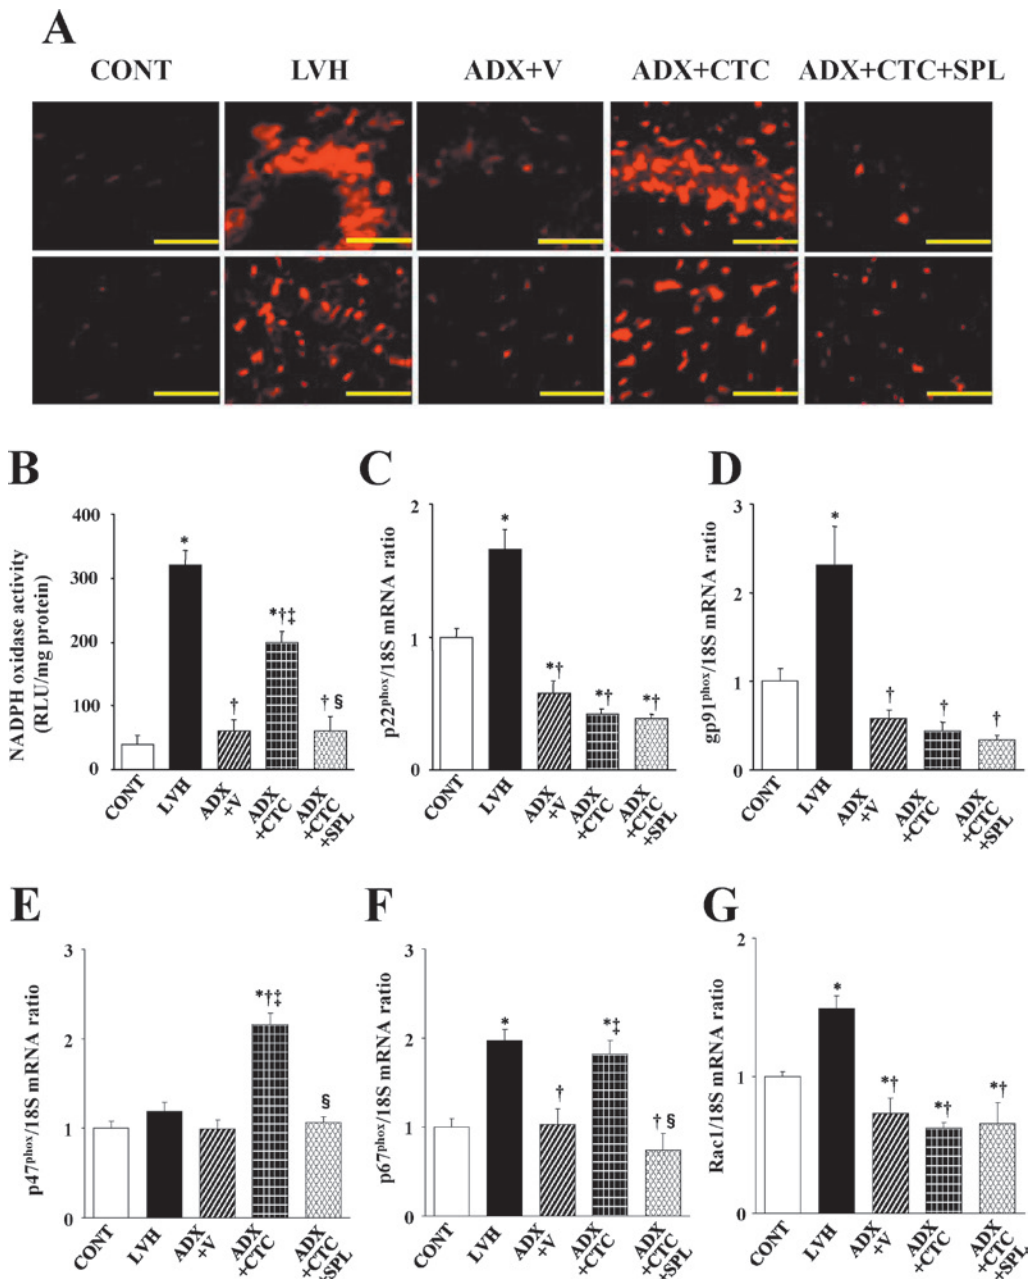 A
CONT LVH ADX+V ADX+CTC ADX+CTC+SPL
B
NADPH oxidase activity
(RLU/mg protein)
400
300
200
100
0
*
†
*†‡
† §
CONT
LVH
ADX
+V
ADX
+CTC
ADX
+CTC
+SPL
C
p22phox/18S mRNA ratio
2
1
0
*
*†
*†
*†
CONT
LVH
ADX
+V
ADX
+CTC
ADX
+CTC
+SPL
D
gp91phox/18S mRNA ratio
3
2
1
0
*
†
†
†
CONT
LVH
ADX
+V
ADX
+CTC
ADX
+CTC
+SPL
E
p47phox/18S mRNA ratio
3
2
1
0
*†‡
§
CONT
LVH
ADX
+V
ADX
+CTC
ADX
+CTC
+SPL
F
p67phox/18S mRNA ratio
3
2
1
0
*
†
*‡
† §
CONT
LVH
ADX
+V
ADX
+CTC
ADX
+CTC
+SPL
G
Rac1/18S mRNA ratio
2
1
0
*
*†
*†
*†
CONT
LVH
ADX
+V
ADX
+CTC
ADX
+CTC
+SPL